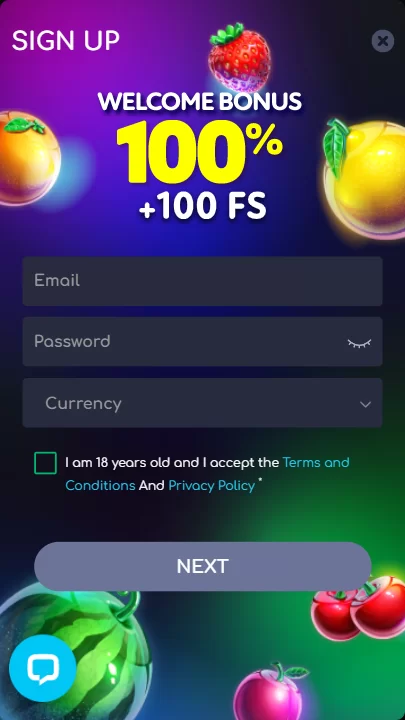 SIGN UP
WELCOME BONUS
100%
+100 FS
Email
Password
Currency
I am 18 years old and I accept the Terms and
Conditions And Privacy Policy *
NEXT